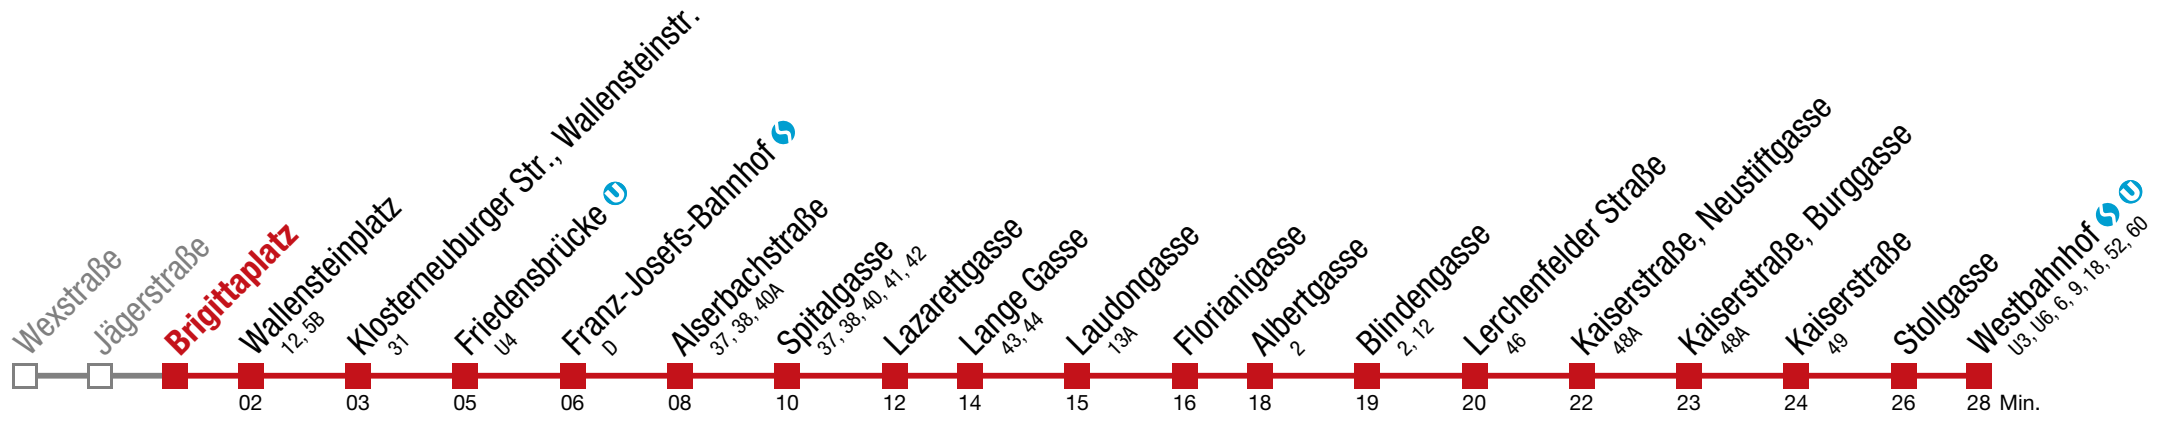 Wexstraße
Jägerstraße
Brigittaplatz
Wallensteinplatz
12, 5B
Klosterneuburger Str., Wallensteinstr.
31
Friedensbrücke U
U4
Franz-Josefs-Bahnhof S
D
Alserbachstraße
37, 38, 40A
Spitalgasse
37, 38, 40, 41, 42
Lazarettgasse
Lange Gasse
43, 44
Laudongasse
13A
Florianigasse
Albertgasse
2
Blindengasse
2, 12
Lerchenfelder Straße
46
Kaiserstraße, Neustiftgasse
48A
Kaiserstraße, Burggasse
48A
Kaiserstraße
49
Stollgasse
Westbahnhof S U
U3, U6, 6, 9, 18, 52, 60
02 03 05 06 08 10 12 14 15 16 18 19 20 22 23 24 26 28 Min.